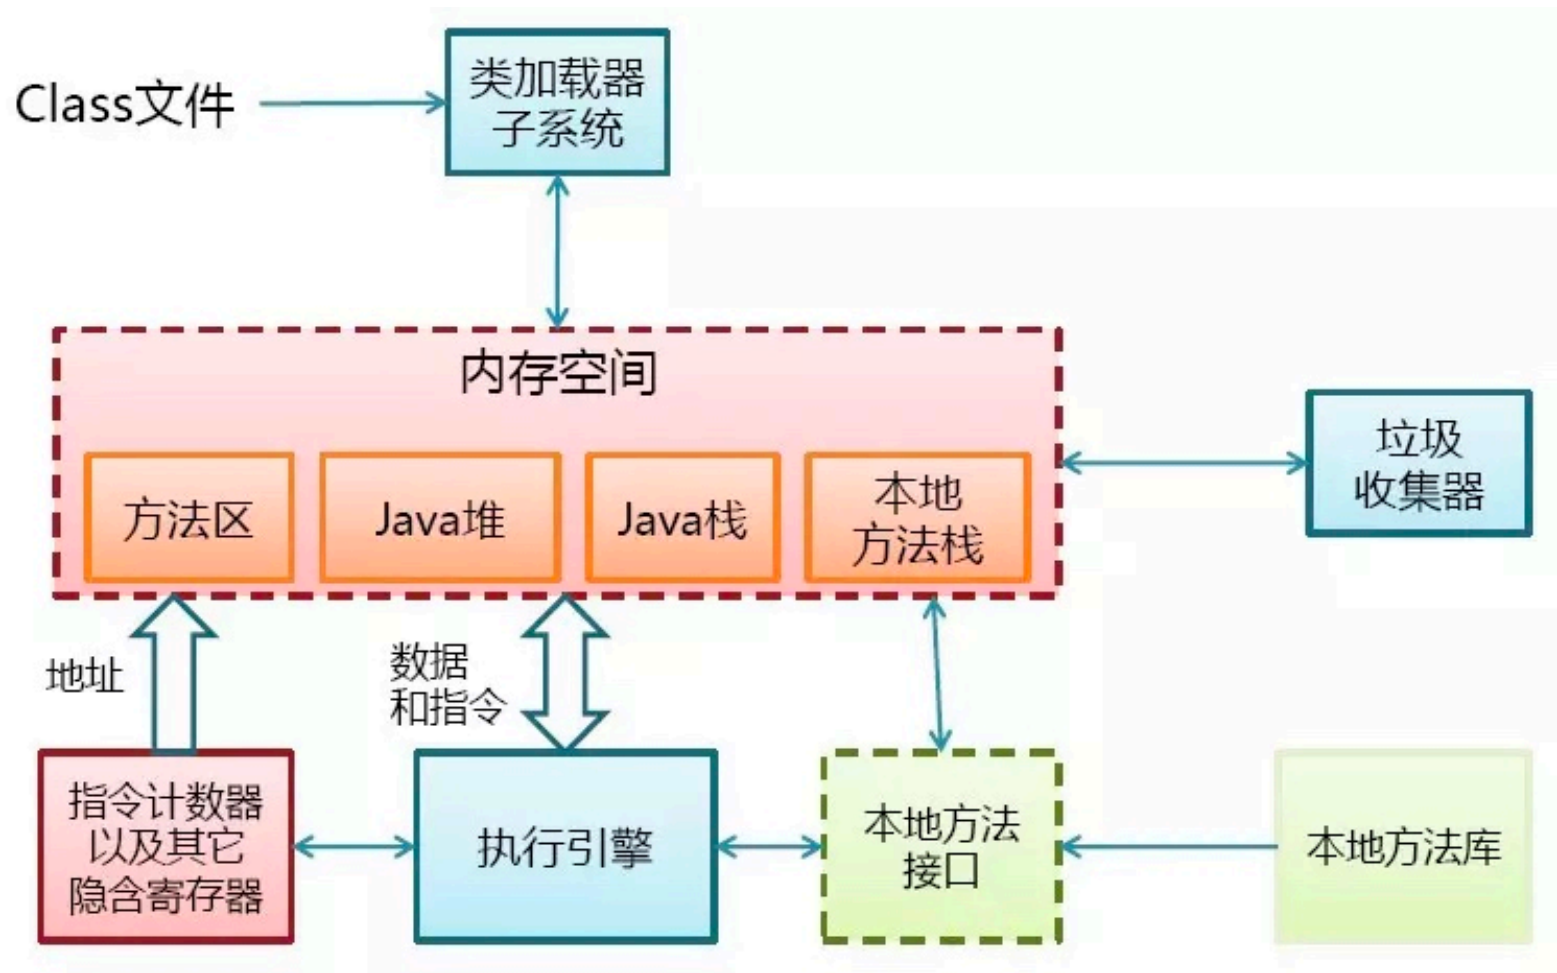 Class文件
类加载器
子系统
内存空间
方法区
Java堆
Java栈
本地
方法栈
垃圾
收集器
地址
数据
和指令
指令计数器
以及其它
隐含寄存器
执行引擎
本地方法
接口
本地方法库